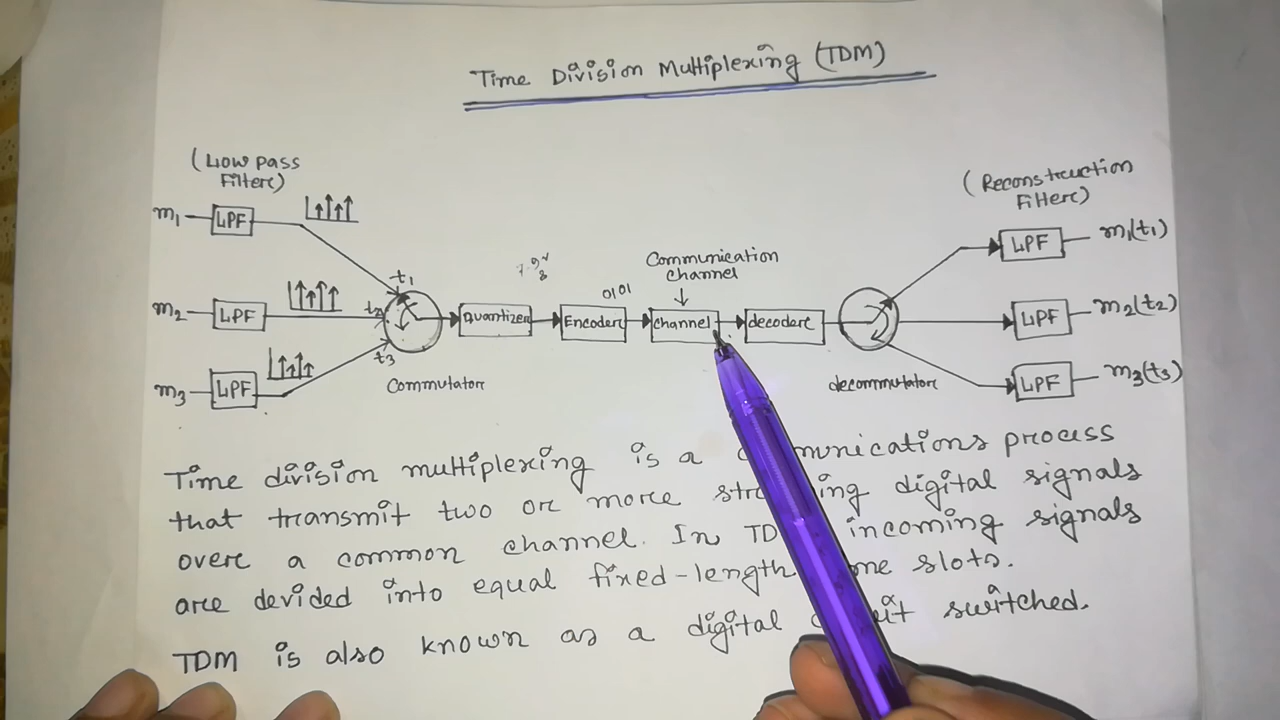 Time Division Multiplexing (TDM)
(Low pass
Filter)
(Reconstruction
Filter)
m1
LPF
m1(t1)
LPF
t1
Communication
channel
0101
m2
LPF
t2
Quantizer
Encoder
channel
decoder
LPF
m2(t2)
t3
m3
LPF
Commutator
decommutator
LPF
m3(t3)
Time division multiplexing is a process
that transmit two or more digital signals
over a common channel. In incoming signals
are devided into equal fixed-length slots.
TDM is also known as a digital switched.